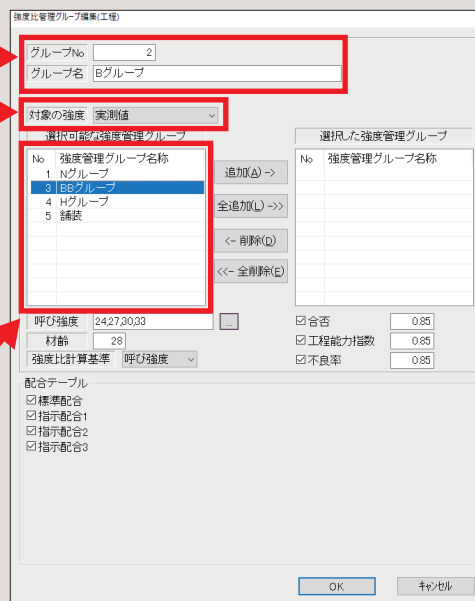 強度比管理グループ編集(工程)
グループNo 2
グループ名 Bグループ
対象の強度 実測値
選択可能な強度管理グループ
No 強度管理グループ名称
1 Nグループ
3 BBグループ
4 Hグループ
5 舗装
追加(A) ->
全追加(L) ->>
<- 削除(D)
<<- 全削除(E)
選択した強度管理グループ
No 強度管理グループ名称
呼び強度 24,27,30,33 ...
材齢 28
強度比計算基準 呼び強度
合否 0.85
工程能力指数 0.85
不良率 0.85
配合テーブル
標準配合
指示配合1
指示配合2
指示配合3
OK キャンセル